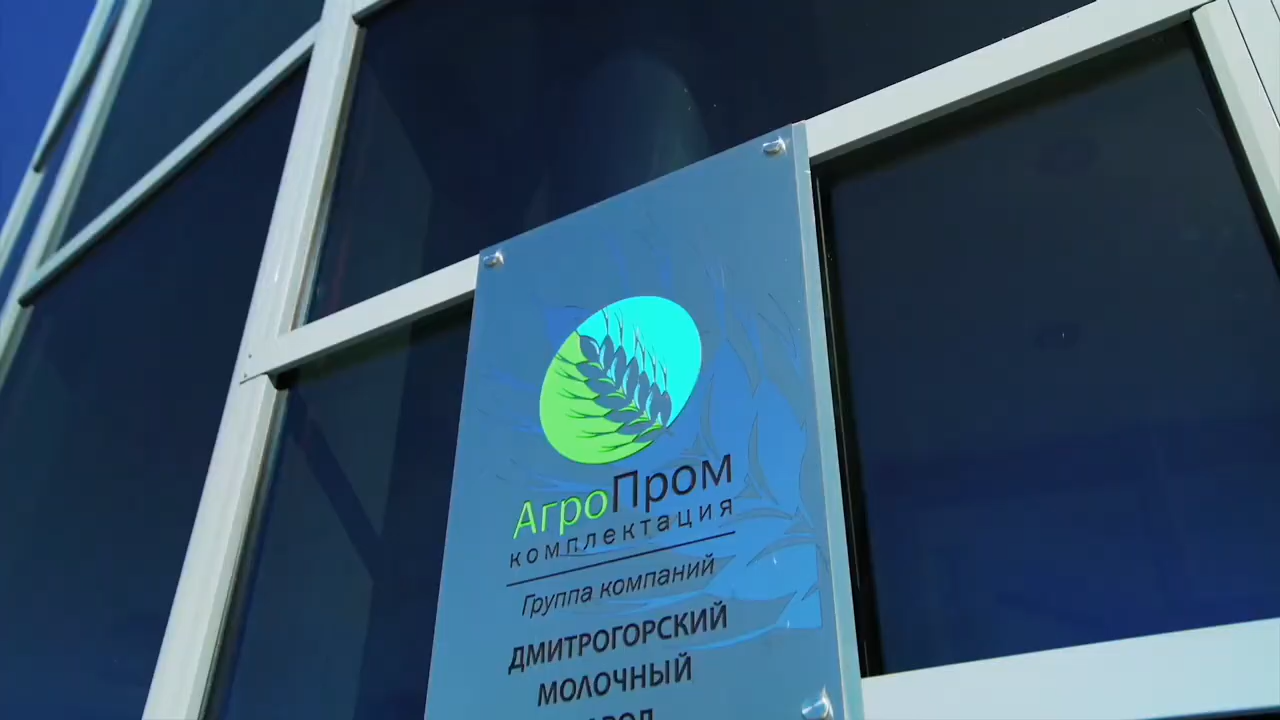 АгроПром
комплектация
Группа компаний
ДМИТРОГОРСКИЙ
МОЛОЧНЫЙ